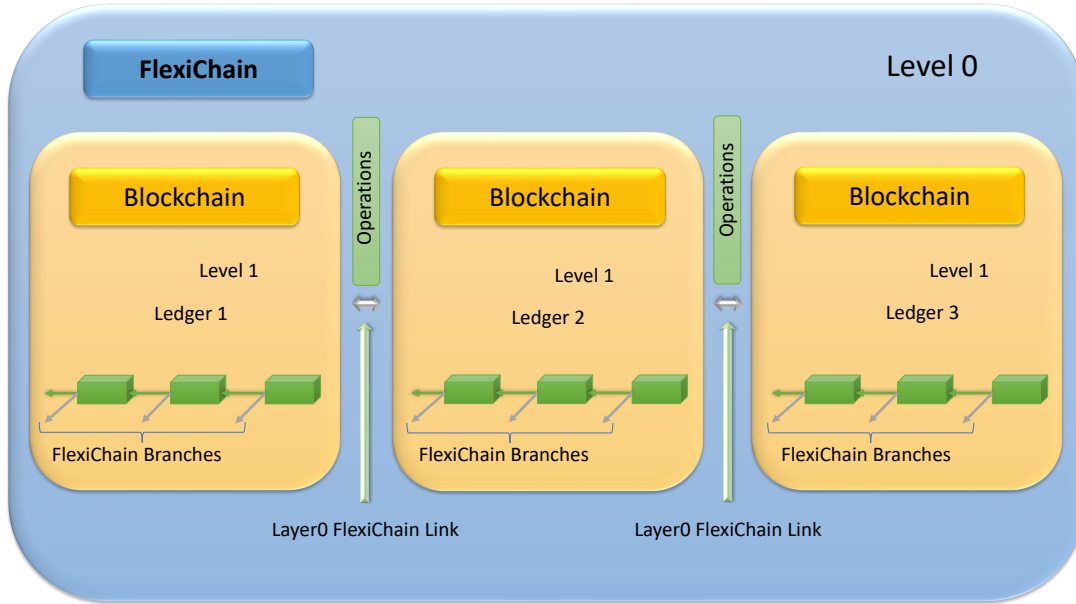 FlexiChain
Level 0
Blockchain
Level 1
Ledger 1
FlexiChain Branches
Operations
Layer0 FlexiChain Link
Blockchain
Level 1
Ledger 2
FlexiChain Branches
Operations
Layer0 FlexiChain Link
Blockchain
Level 1
Ledger 3
FlexiChain Branches